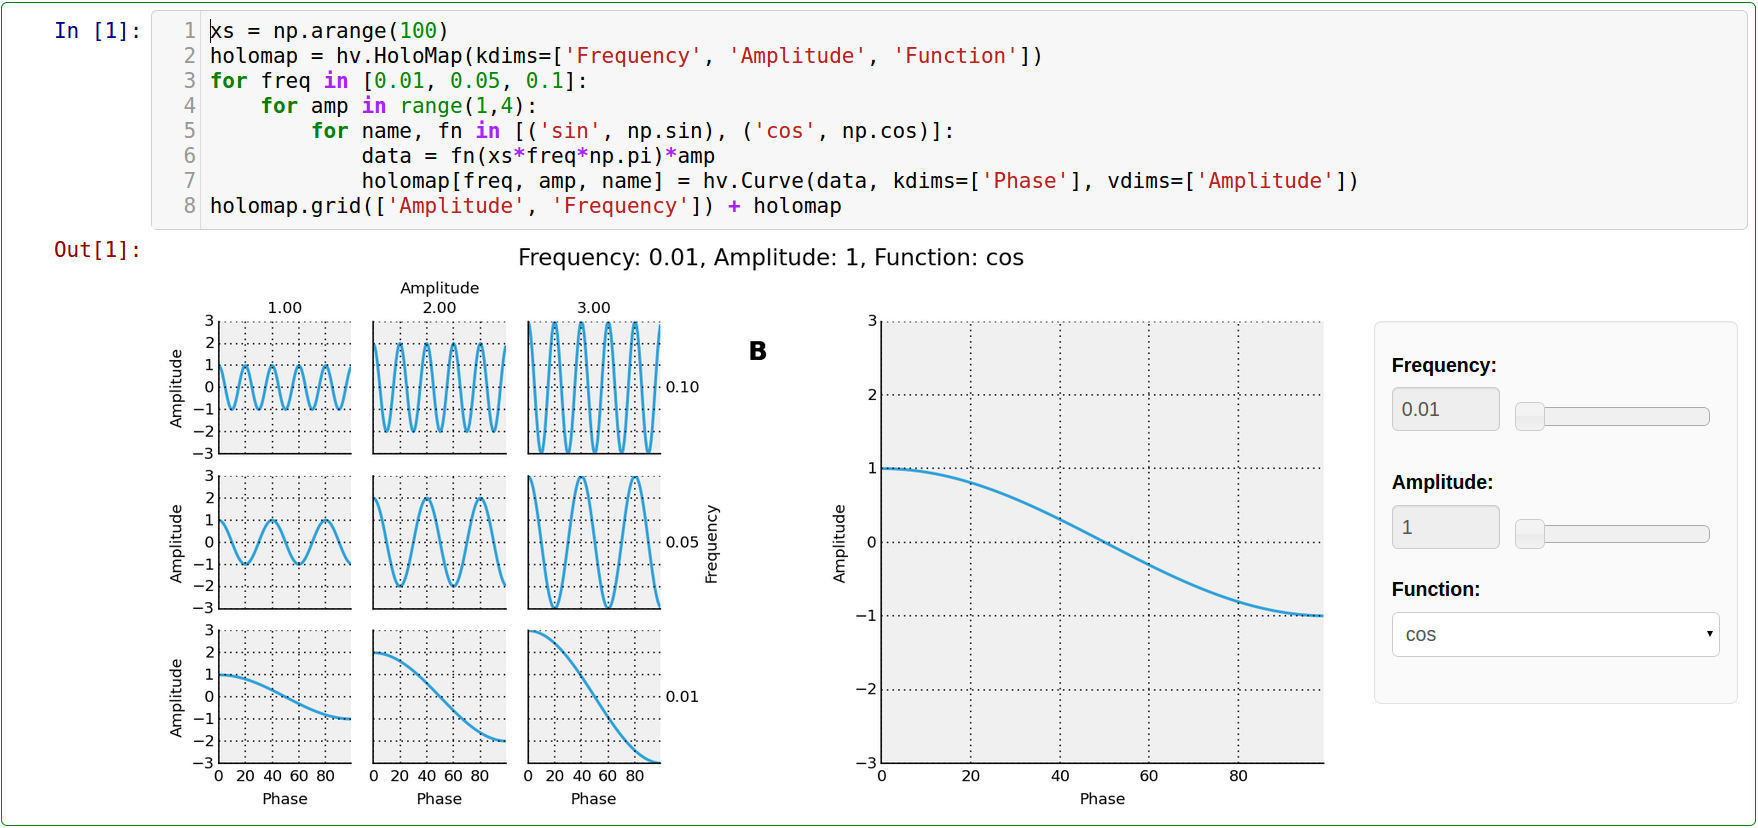 In [1]:
1 xs = np.arange(100)
2 holomap = hv.HoloMap(kdims=['Frequency', 'Amplitude', 'Function'])
3 for freq in [0.01, 0.05, 0.1]:
4     for amp in range(1,4):
5         for name, fn in [('sin', np.sin), ('cos', np.cos)]:
6             data = fn(xs*freq*np.pi)*amp
7             holomap[freq, amp, name] = hv.Curve(data, kdims=['Phase'], vdims=['Amplitude'])
8 holomap.grid(['Amplitude', 'Frequency']) + holomap
Out[1]:
Frequency: 0.01, Amplitude: 1, Function: cos
Amplitude
1.00 2.00 3.00
Amplitude
3
2
1
0
−1
−2
−3
0.10
Amplitude
3
2
1
0
−1
−2
−3
0.05
Frequency
Amplitude
3
2
1
0
−1
−2
−3
0.01
0 20 40 60 80 0 20 40 60 80 0 20 40 60 80
Phase Phase Phase
B
Amplitude
3
2
1
0
−1
−2
−3
0 20 40 60 80
Phase
Frequency:
0.01
Amplitude:
1
Function:
cos